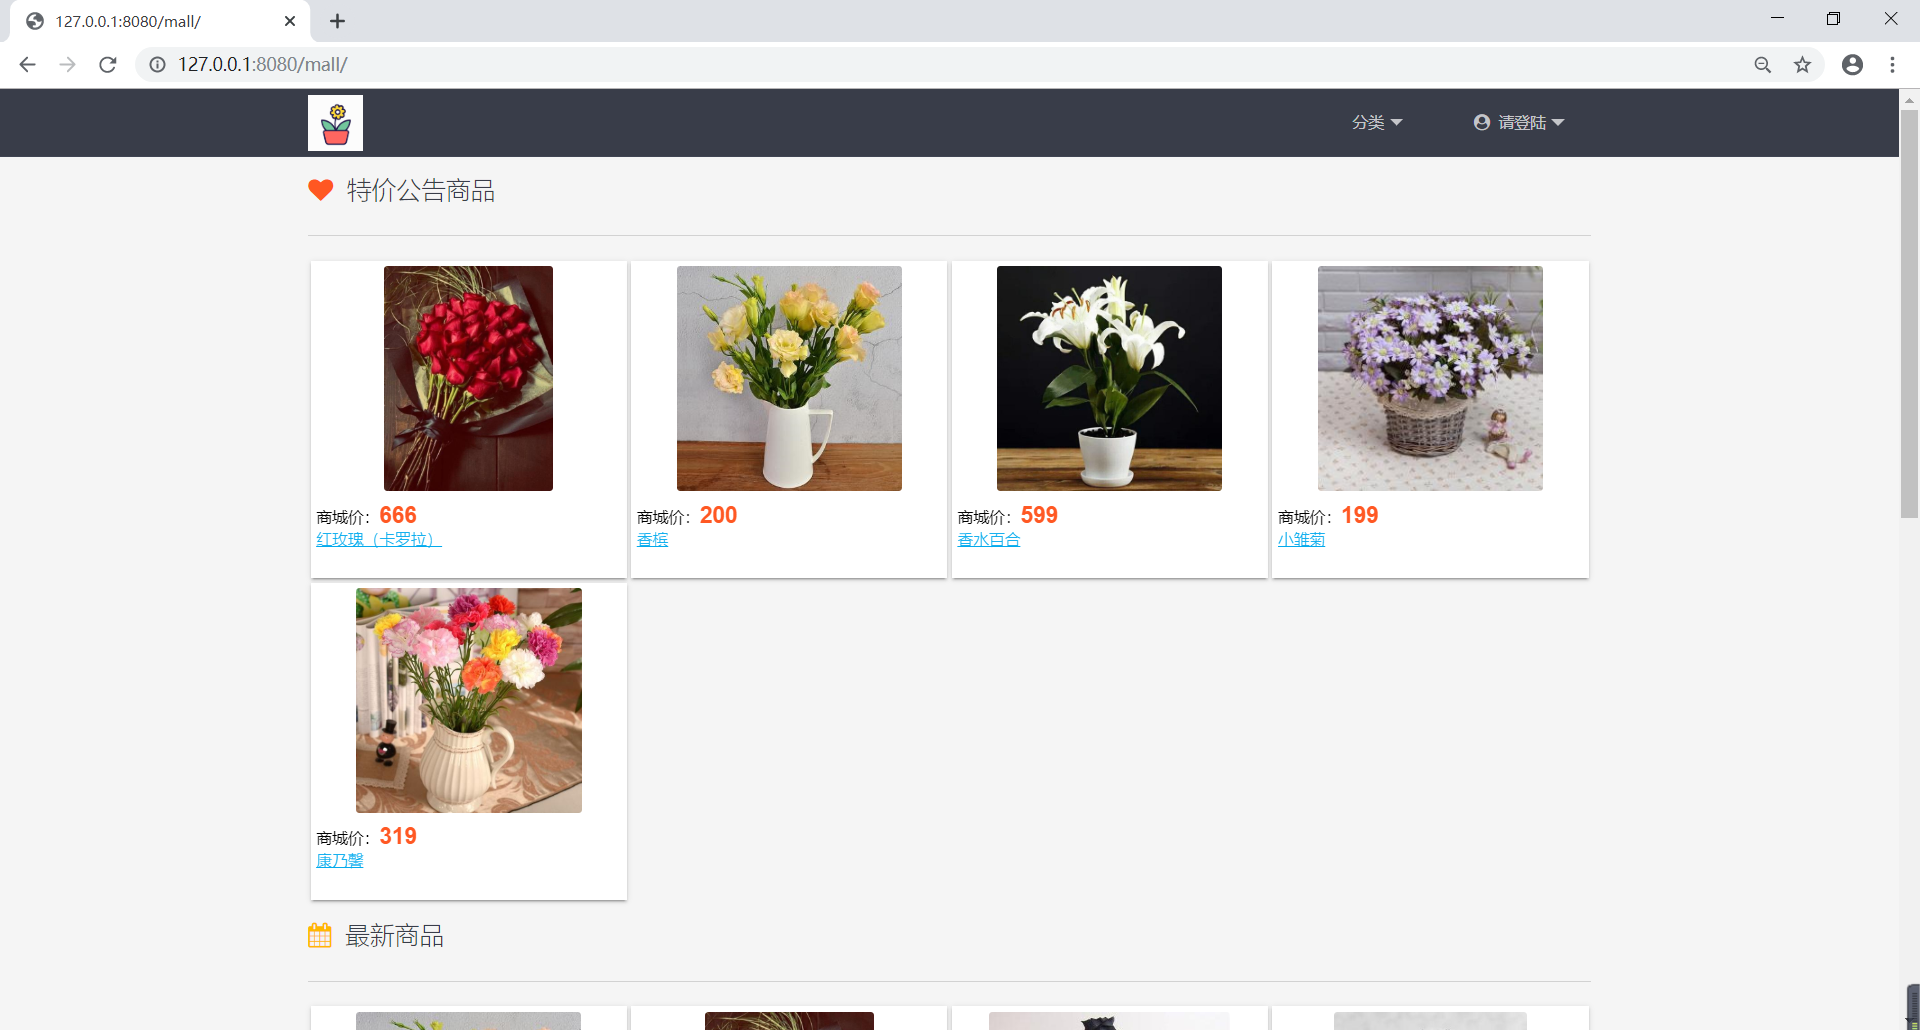 127.0.0.1:8080/mall/
127.0.0.1:8080/mall/
分类
请登陆
特价公告商品
商城价：666
红玫瑰（卡罗拉）
商城价：200
香槟
商城价：599
香水百合
商城价：199
小雏菊
商城价：319
康乃馨
最新商品